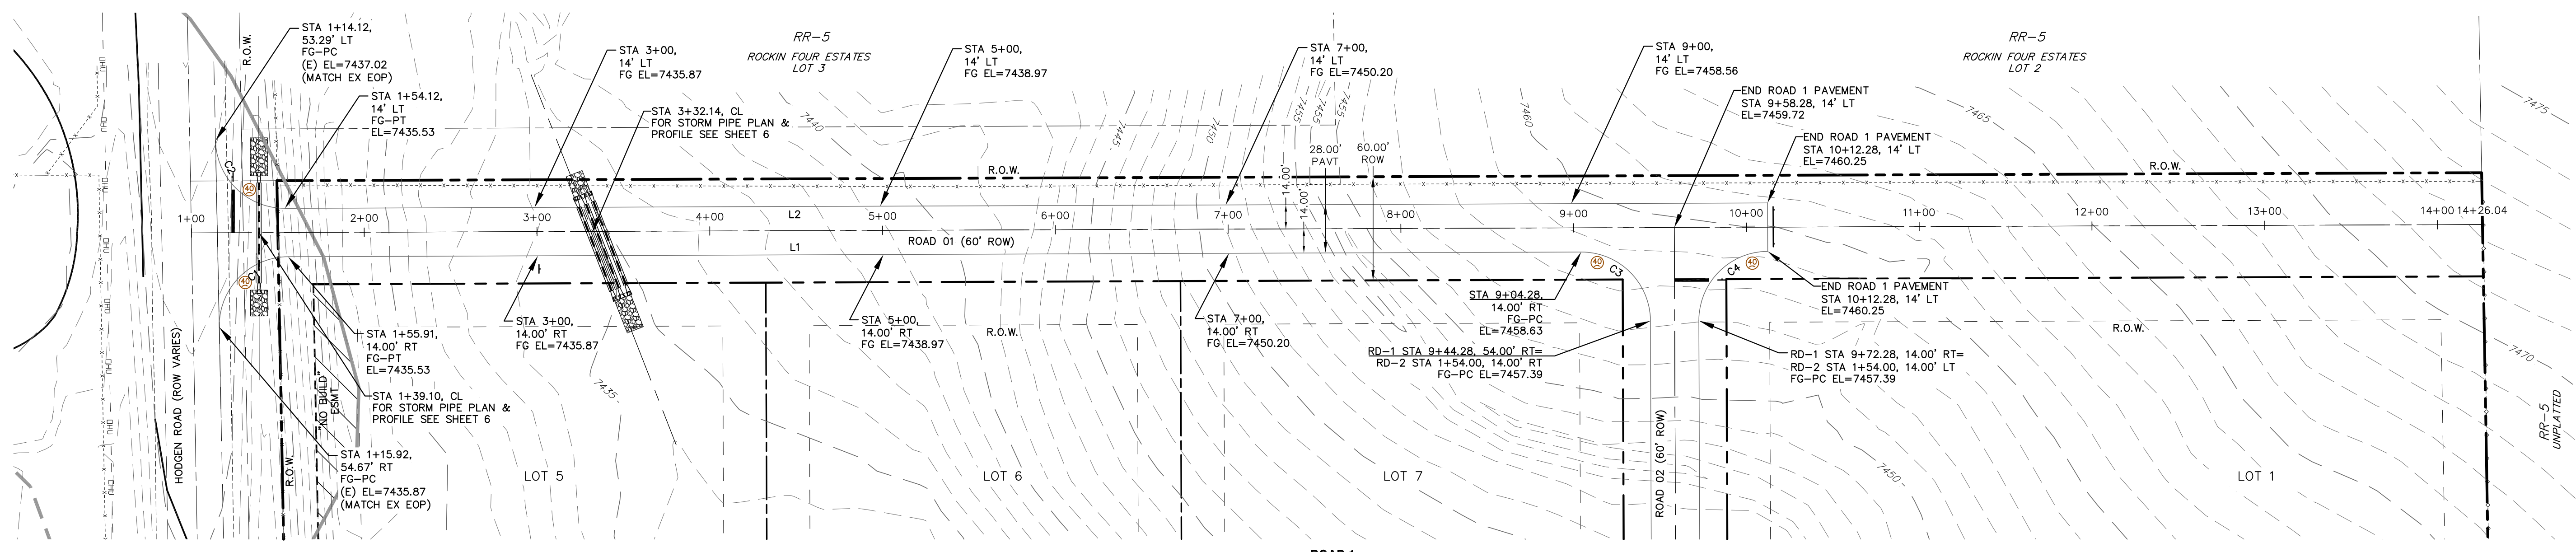 STA 1+14.12,
53.29' LT
FG-PC
(E) EL=7437.02
(MATCH EX EOP)
R.O.W.
STA 1+54.12,
14' LT
FG-PT
EL=7435.53
STA 3+00,
14' LT
FG EL=7435.87
STA 3+32.14, CL
FOR STORM PIPE PLAN &
PROFILE SEE SHEET 6
RR-5
ROCKIN FOUR ESTATES
LOT 3
7440
STA 5+00,
14' LT
FG EL=7438.97
7445
7450
STA 7+00,
14' LT
FG EL=7450.20
7455
7455
7455
28.00'
PAVT
60.00'
ROW
14.00'
14.00'
7460
STA 9+00,
14' LT
FG EL=7458.56
END ROAD 1 PAVEMENT
STA 9+58.28, 14' LT
EL=7459.72
END ROAD 1 PAVEMENT
STA 10+12.28, 14' LT
EL=7460.25
RR-5
ROCKIN FOUR ESTATES
LOT 2
7465
7475
R.O.W.
R.O.W.
OHU
OHU
OHU
OHU
OHU
C2
40
1+00
2+00
3+00
4+00
5+00
6+00
7+00
8+00
9+00
10+00
11+00
12+00
13+00
14+00
14+26.04
L2
L1
ROAD 01 (60' ROW)
C1
40
40
C3
40
C4
HODGEN ROAD (ROW VARIES)
R.O.W.
"NO BUILD"
ESMT
STA 1+55.91,
14.00' RT
FG-PT
EL=7435.53
STA 1+39.10, CL
FOR STORM PIPE PLAN &
PROFILE SEE SHEET 6
STA 1+15.92,
54.67' RT
FG-PC
(E) EL=7435.87
(MATCH EX EOP)
STA 3+00,
14.00' RT
FG EL=7435.87
7435
LOT 5
STA 5+00,
14.00' RT
FG EL=7438.97
R.O.W.
LOT 6
STA 7+00,
14.00' RT
FG EL=7450.20
LOT 7
STA 9+04.28,
14.00' RT
FG-PC
EL=7458.63
RD-1 STA 9+44.28, 54.00' RT=
RD-2 STA 1+54.00, 14.00' RT
FG-PC EL=7457.39
ROAD 02 (60' ROW)
END ROAD 1 PAVEMENT
STA 10+12.28, 14' LT
EL=7460.25
RD-1 STA 9+72.28, 14.00' RT=
RD-2 STA 1+54.00, 14.00' LT
FG-PC EL=7457.39
R.O.W.
7450
LOT 1
7470
RR-5
UNPLATTED